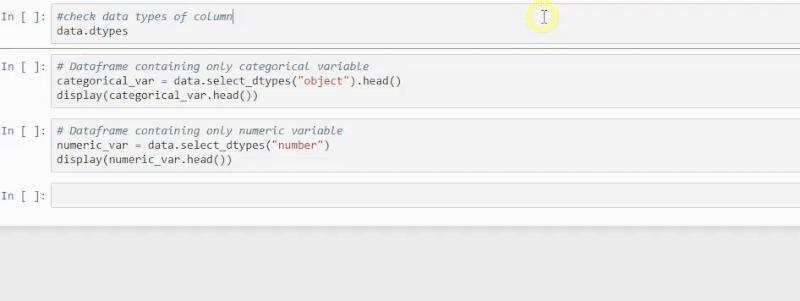 In [ ]: #check data types of column
data.dtypes
In [ ]: # Dataframe containing only categorical variable
categorical_var = data.select_dtypes("object").head()
display(categorical_var.head())
In [ ]: # Dataframe containing only numeric variable
numeric_var = data.select_dtypes("number")
display(numeric_var.head())
In [ ]: